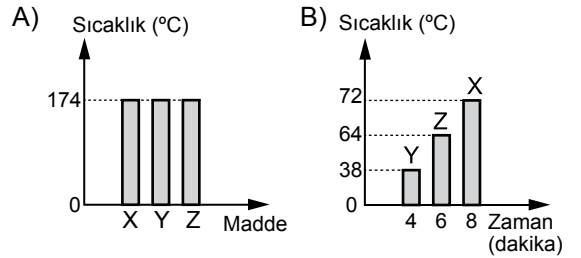 A)
Sıcaklık (ºC)
174
0
X Y Z
Madde
B)
Sıcaklık (ºC)
72
64
38
0
Y
Z
X
4 6 8
Zaman
(dakika)